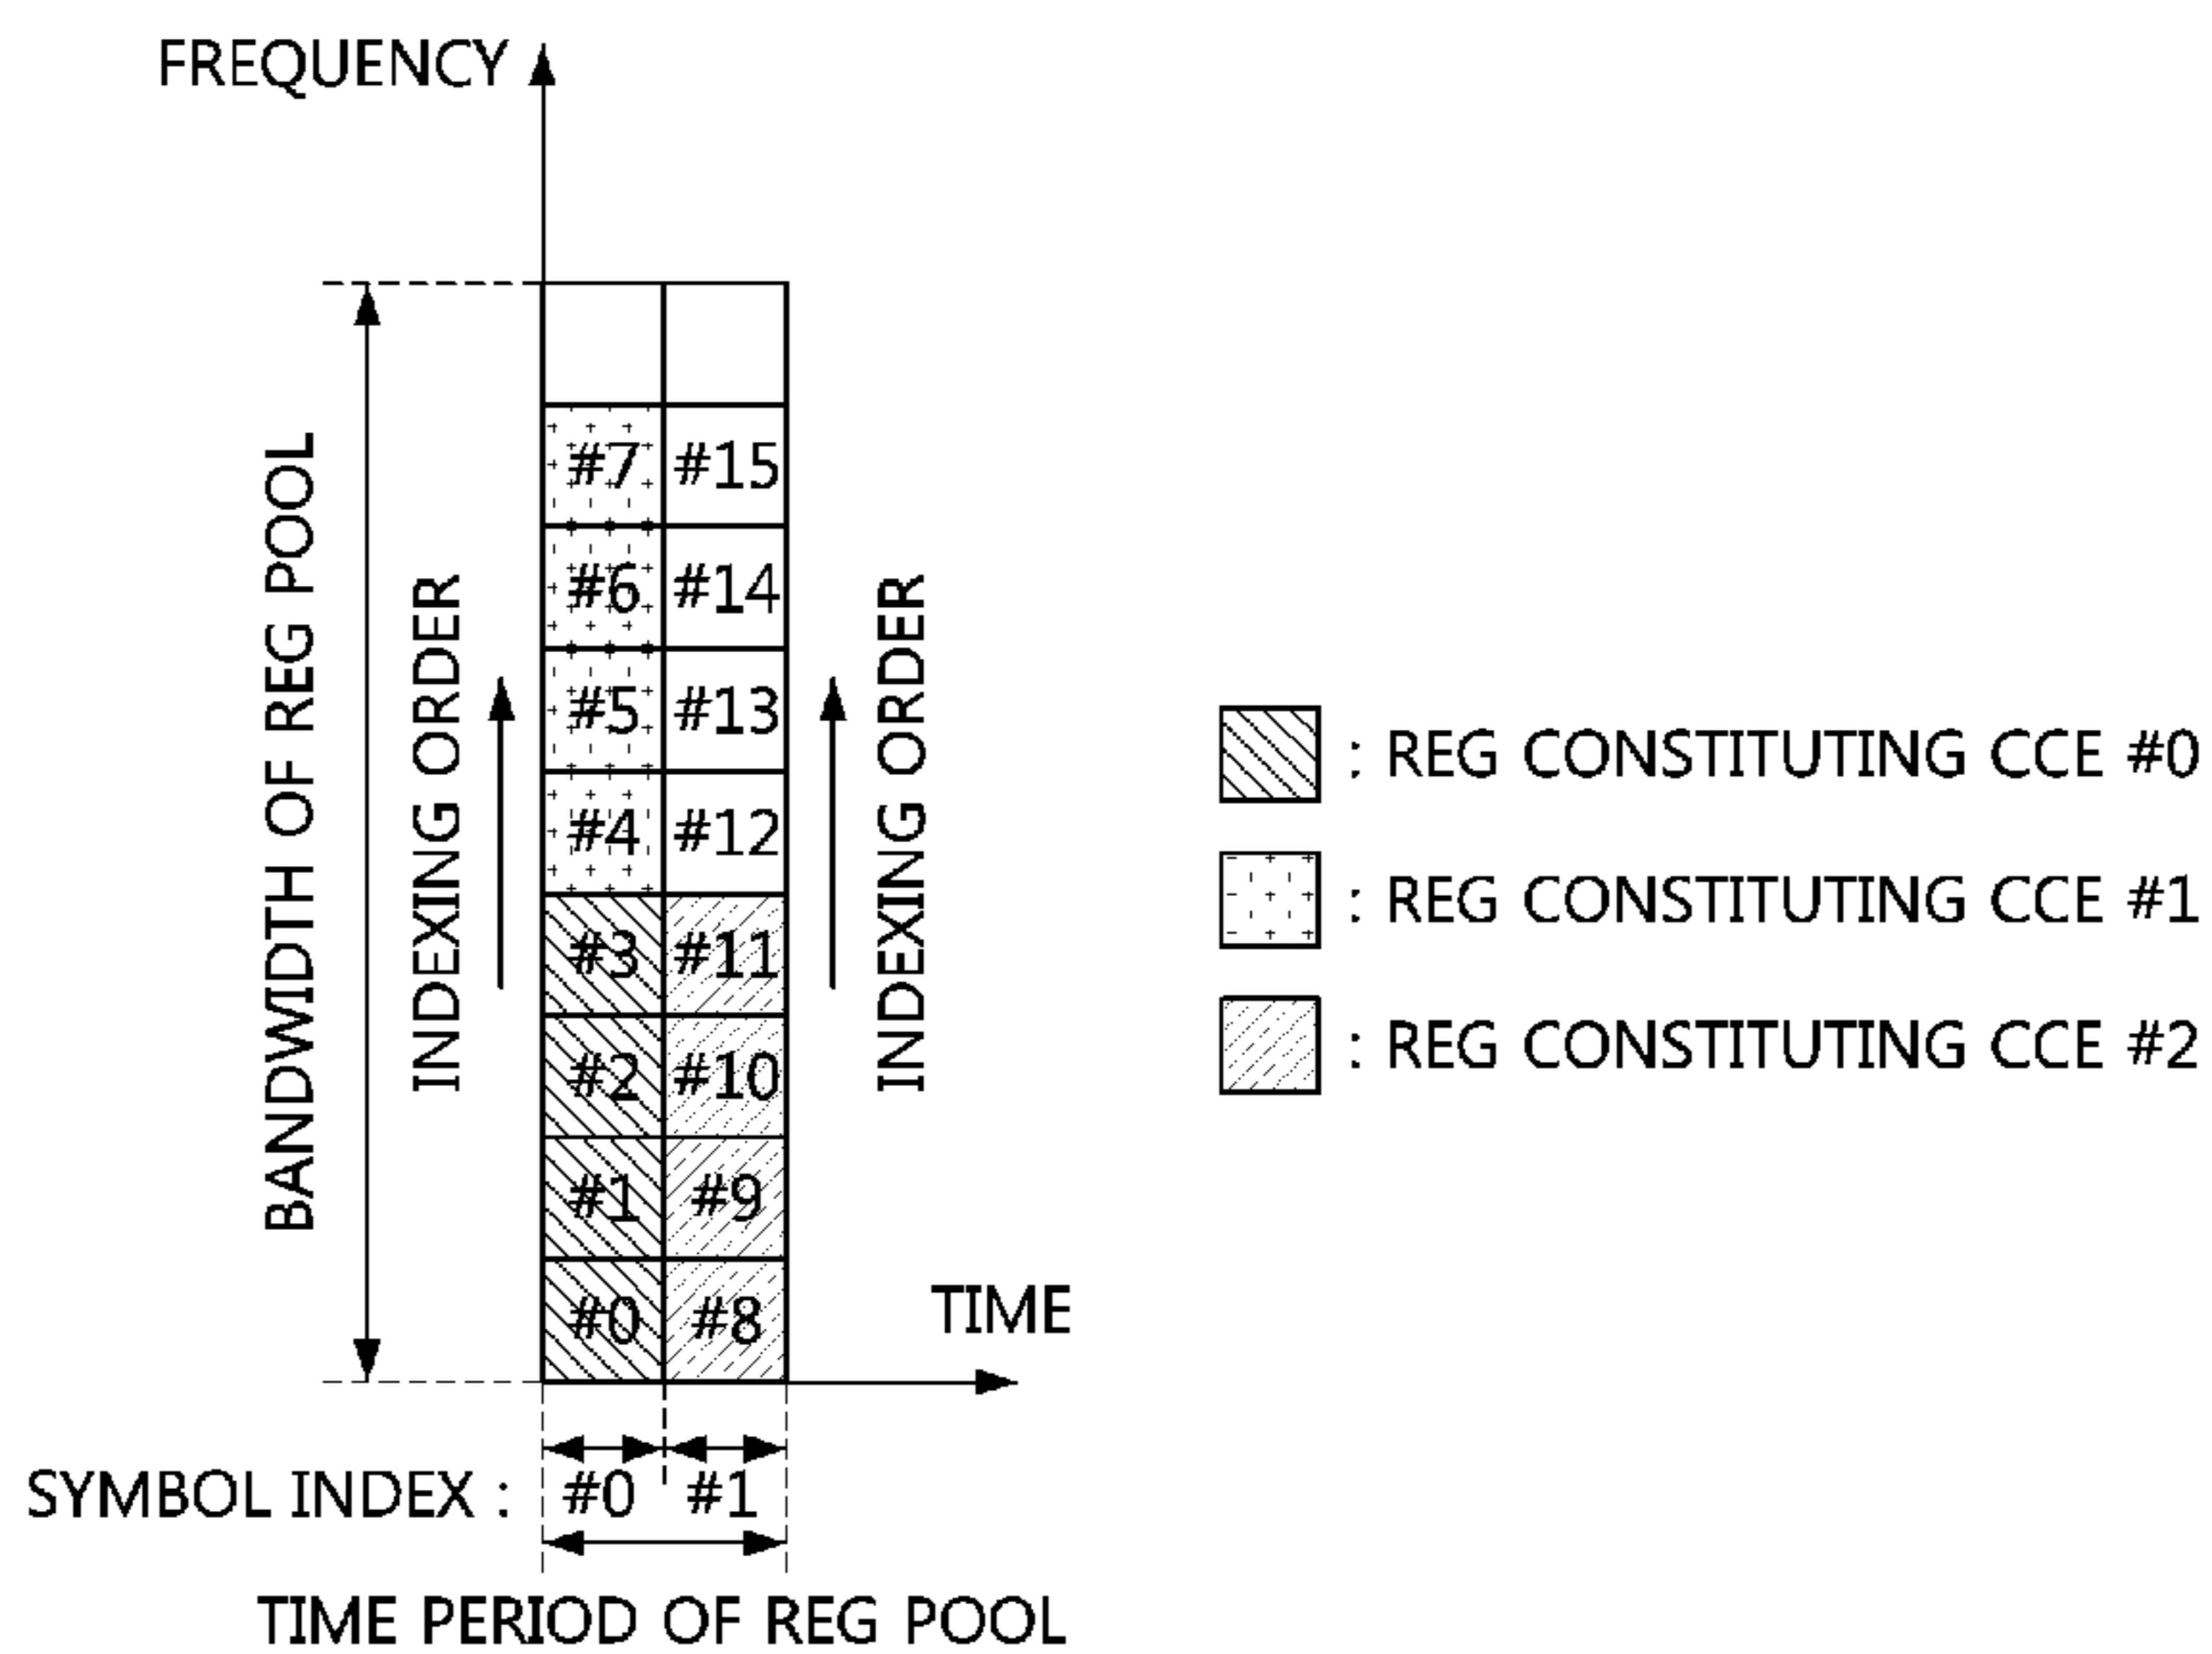 FREQUENCY
BANDWIDTH OF REG POOL
INDEXING ORDER
#7 #15
#6 #14
#5 #13
#4 #12
#3 #11
#2 #10
#1 #9
#0 #8
INDEXING ORDER
TIME
SYMBOL INDEX : #0 #1
TIME PERIOD OF REG POOL
: REG CONSTITUTING CCE #0
: REG CONSTITUTING CCE #1
: REG CONSTITUTING CCE #2